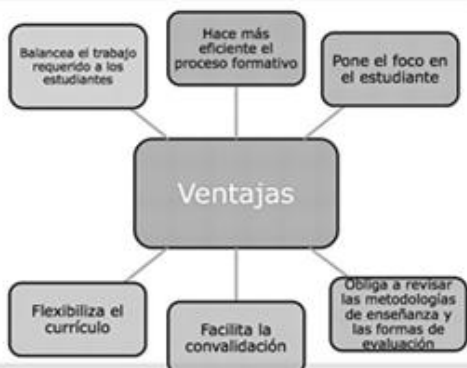 Balancea el trabajo
requerido a los
estudiantes
Hace más
eficiente el
proceso formativo
Pone el foco en
el estudiante
Ventajas
Flexibiliza el
currículo
Facilita la
convalidación
Obliga a revisar
las metodologías
de enseñanza y
las formas de
evaluación